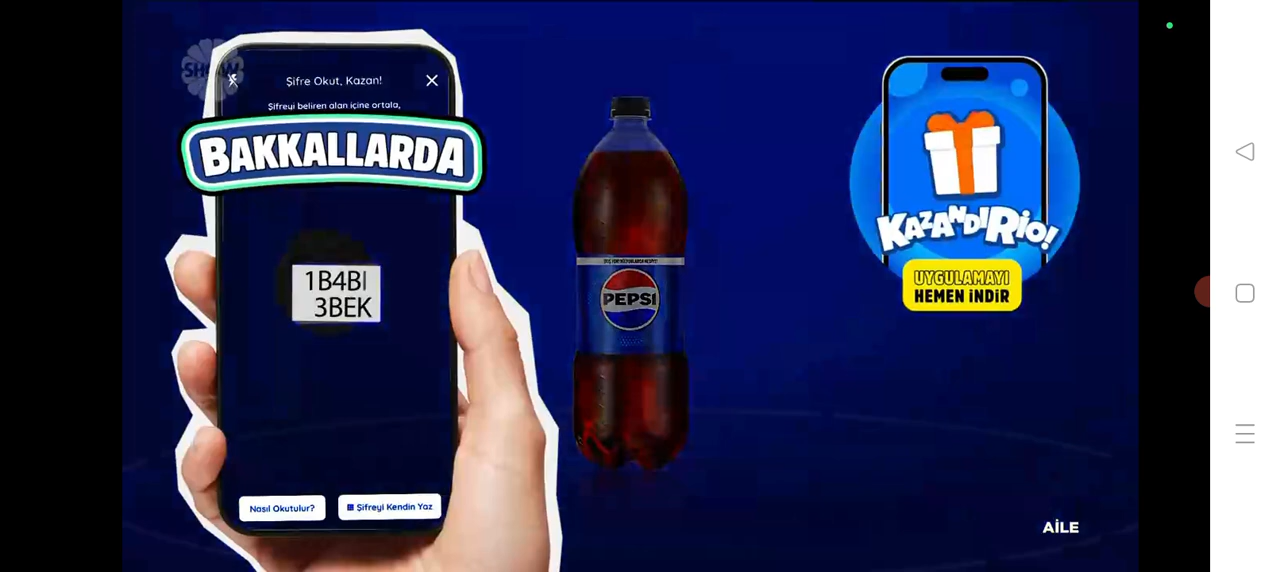 SHOW
Şifre Okut, Kazan!
Şifreyi beliren alan içine ortala,
BAKKALLARDA
1B4BI
3BEK
Nasıl Okutulur?
Şifreyi Kendin Yaz
PEPSI
KAZANDIRiO!
UYGULAMAYI
HEMEN İNDİR
AİLE